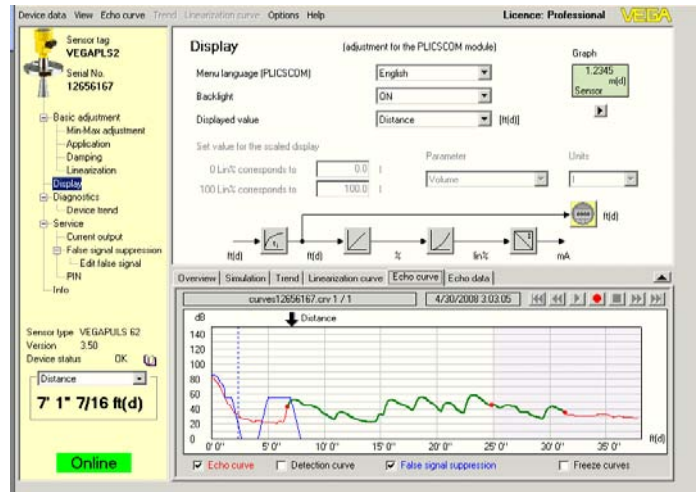 Device data View Echo curve Trend Linearization curve Options Help Licence: Professional VEGA
Sensor tag
VEGAPLS2
Serial No.
12656167
Basic adjustment
Min-Max adjustment
Application
Damping
Linearization
Display
Diagnostics
Device trend
Service
Current output
False signal suppression
Edit false signal
PIN
Info
Sensor type VEGAPULS 62
Version 3.50
Device status OK
Distance
7' 1" 7/16 ft(d)
Online
Display (adjustment for the PLICSCOM module)
Graph
Menu language (PLICSCOM) English
1.2345
m(d)
Sensor
Backlight ON
Displayed value Distance [ft(d)]
Set value for the scaled display
Parameter Units
0 Lin% corresponds to 0.0 l
Volume l
100 Lin% corresponds to 100.0 l
ft(d)
ft(d) ft(d) % lin% mA
Overview Simulation Trend Linearization curve Echo curve Echo data
curves12656167.crv 1 / 1 4/30/2008 3:03:05
dB Distance
140
120
100
80
60
40
20
0
0' 0" 5' 0" 10' 0" 15' 0" 20' 0" 25' 0" 30' 0" 35' 0" ft(d)
Echo curve Detection curve False signal suppression Freeze curves